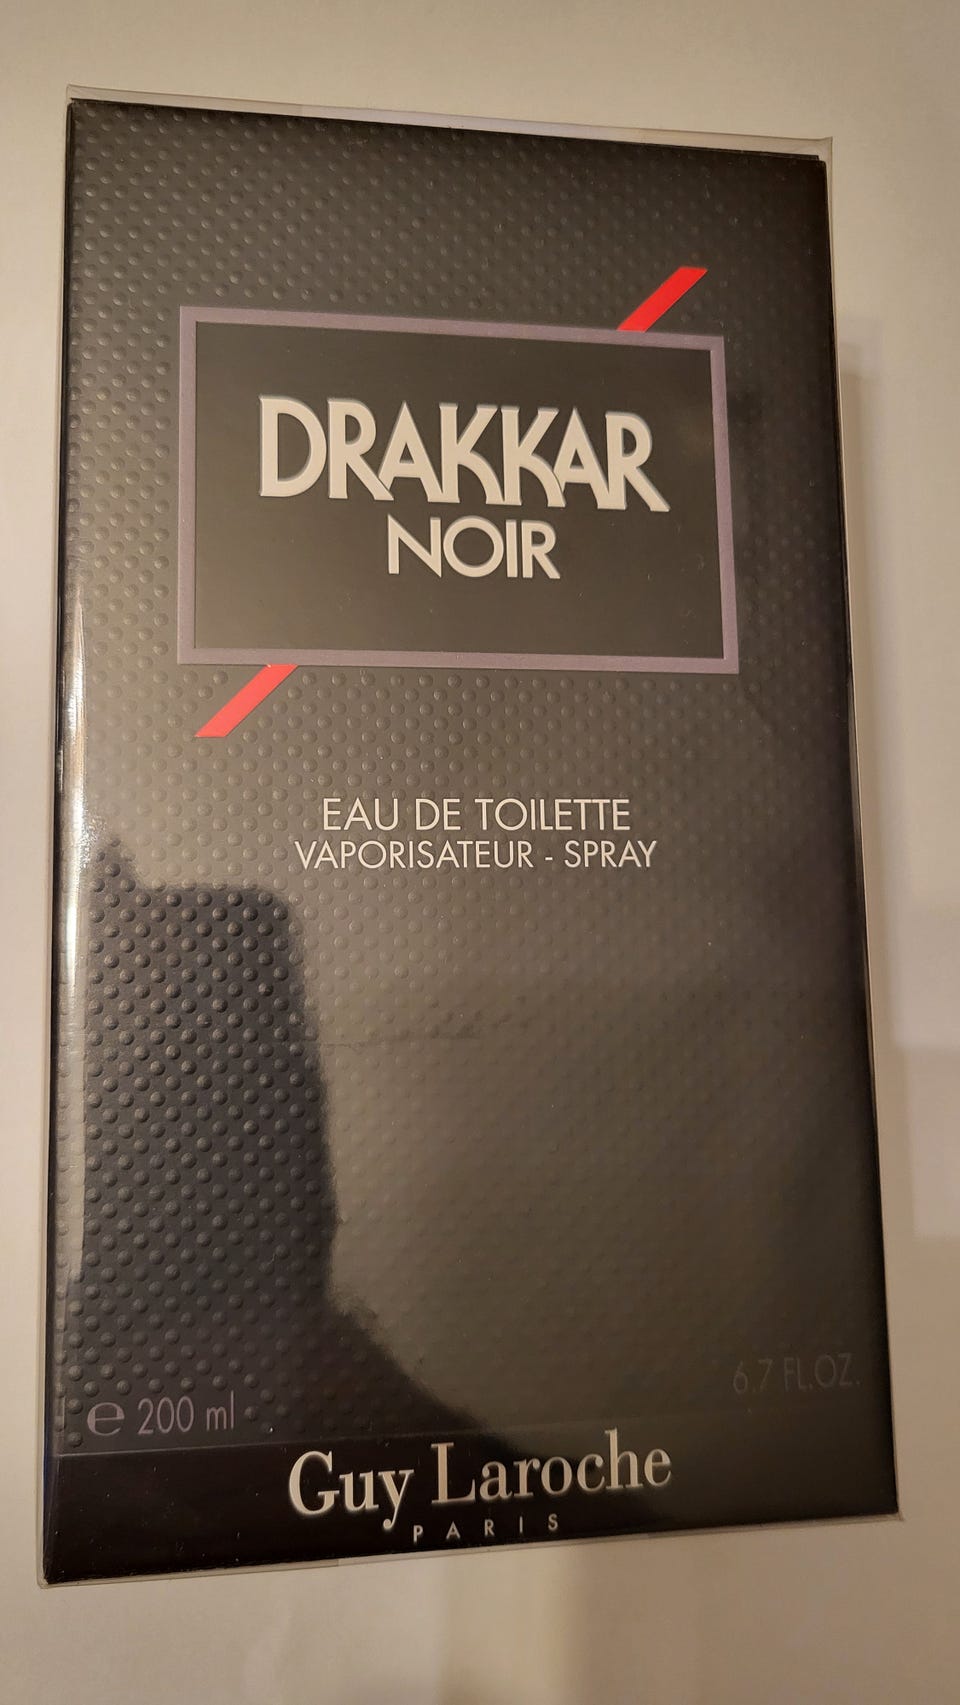 DRAKKAR
NOIR
EAU DE TOILETTE
VAPORISATEUR - SPRAY
6.7 FL.OZ.
℮ 200 ml
Guy Laroche
PARIS